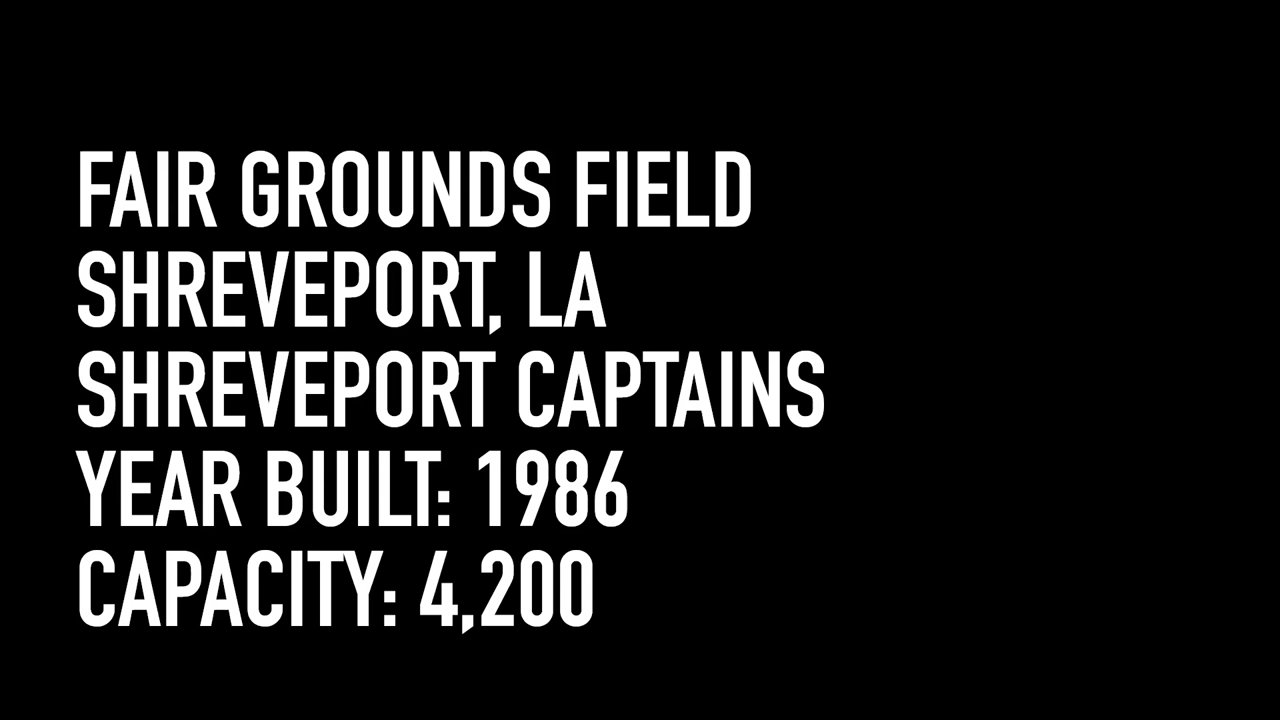 FAIR GROUNDS FIELD
SHREVEPORT, LA
SHREVEPORT CAPTAINS
YEAR BUILT: 1986
CAPACITY: 4,200